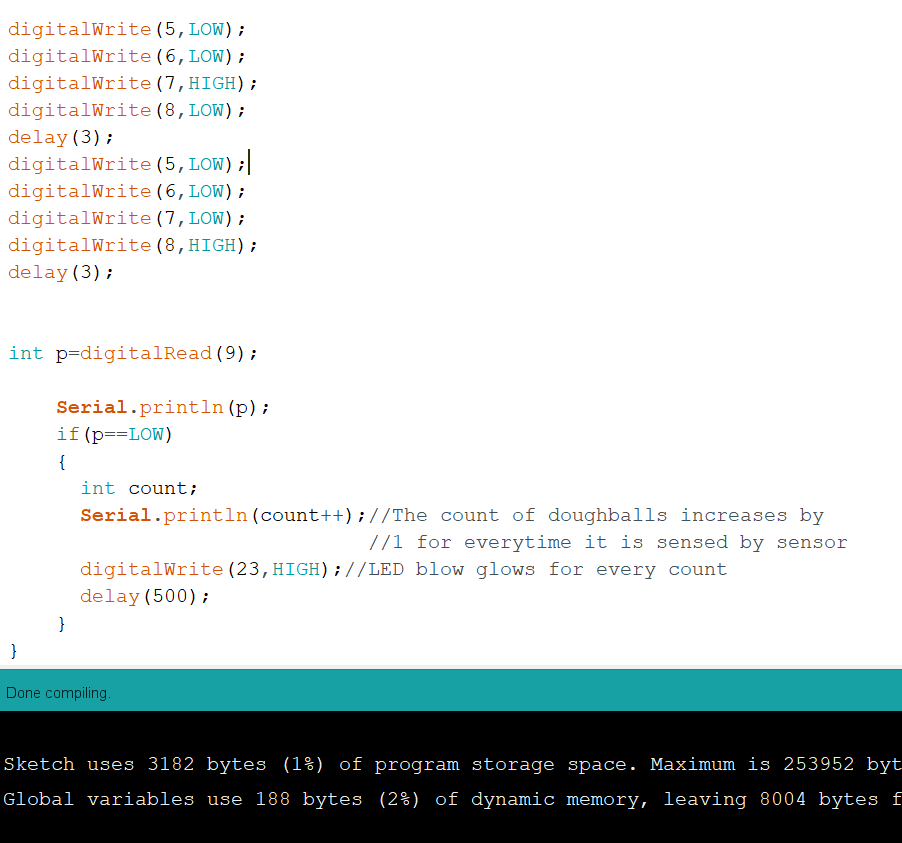 digitalWrite(5,LOW);
digitalWrite(6,LOW);
digitalWrite(7,HIGH);
digitalWrite(8,LOW);
delay(3);
digitalWrite(5,LOW);
digitalWrite(6,LOW);
digitalWrite(7,LOW);
digitalWrite(8,HIGH);
delay(3);
int p=digitalRead(9);
Serial.println(p);
if(p==LOW)
{
int count;
Serial.println(count++);//The count of doughballs increases by
//1 for everytime it is sensed by sensor
digitalWrite(23,HIGH);//LED blow glows for every count
delay(500);
}
}
Done compiling.
Sketch uses 3182 bytes (1%) of program storage space. Maximum is 253952 byt
Global variables use 188 bytes (2%) of dynamic memory, leaving 8004 bytes f